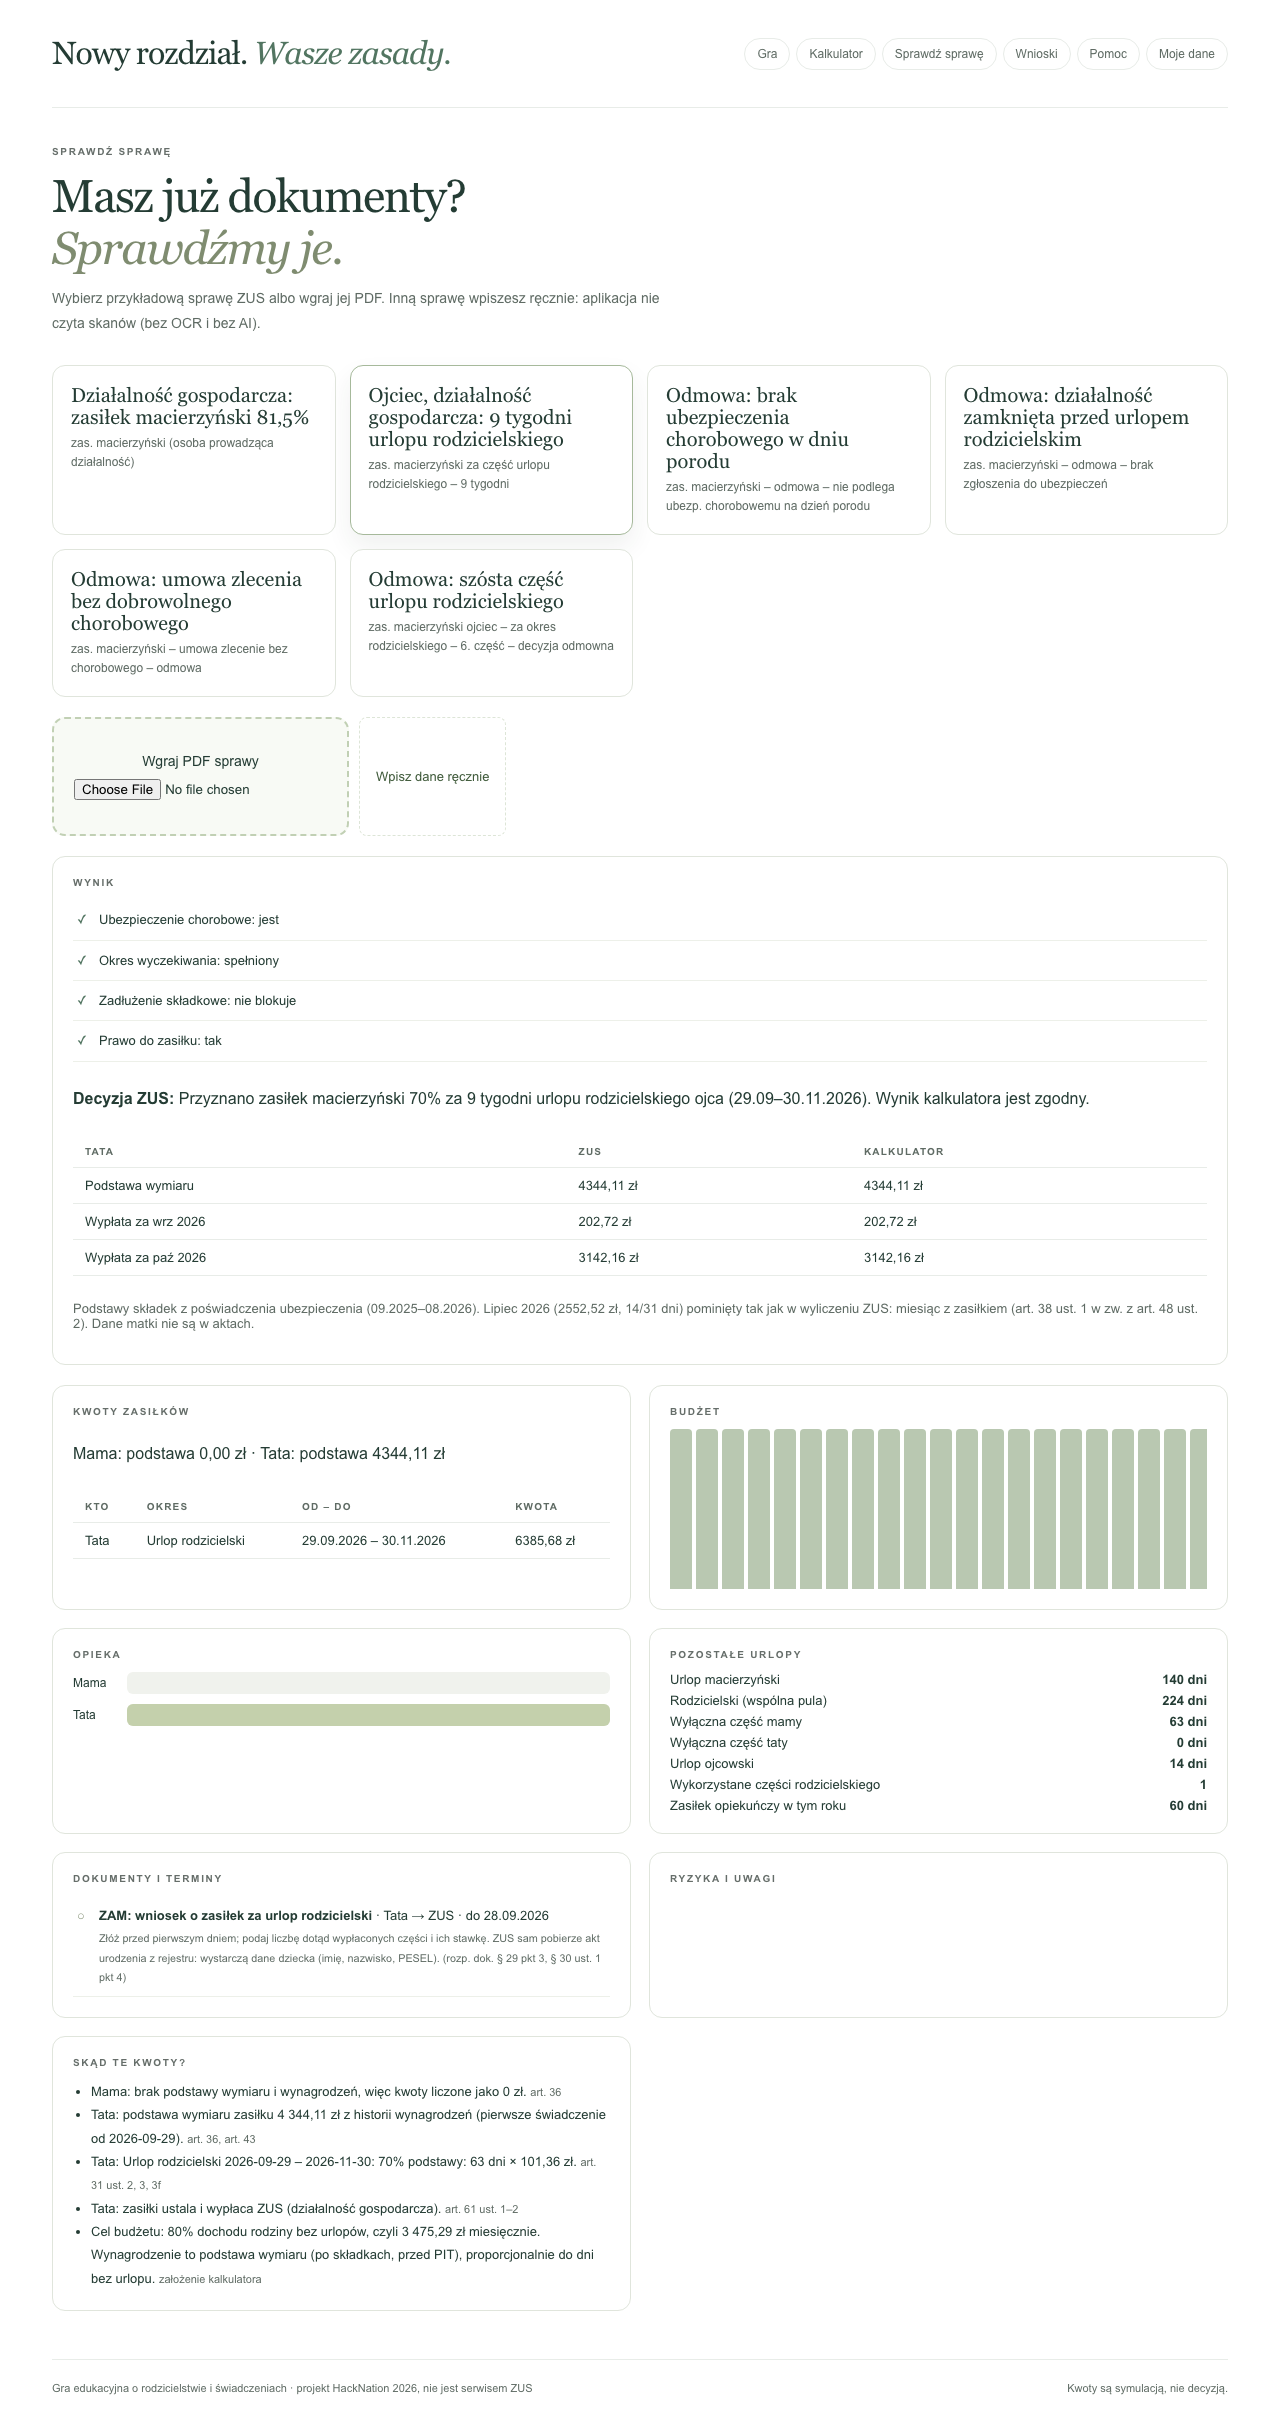 Nowy rozdział. Wasze zasady.
Gra
Kalkulator
Sprawdź sprawę
Wnioski
Pomoc
Moje dane
SPRAWDŹ SPRAWĘ
Masz już dokumenty?
Sprawdźmy je.
Wybierz przykładową sprawę ZUS albo wgraj jej PDF. Inną sprawę wpiszesz ręcznie: aplikacja nie
czyta skanów (bez OCR i bez AI).
Działalność gospodarcza:
zasiłek macierzyński 81,5%
zas. macierzyński (osoba prowadząca
działalność)
Ojciec, działalność
gospodarcza: 9 tygodni
urlopu rodzicielskiego
zas. macierzyński za część urlopu
rodzicielskiego – 9 tygodni
Odmowa: brak
ubezpieczenia
chorobowego w dniu
porodu
zas. macierzyński – odmowa – nie podlega
ubezp. chorobowemu na dzień porodu
Odmowa: działalność
zamknięta przed urlopem
rodzicielskim
zas. macierzyński – odmowa – brak
zgłoszenia do ubezpieczeń
Odmowa: umowa zlecenia
bez dobrowolnego
chorobowego
zas. macierzyński – umowa zlecenie bez
chorobowego – odmowa
Odmowa: szósta część
urlopu rodzicielskiego
zas. macierzyński ojciec – za okres
rodzicielskiego – 6. część – decyzja odmowna
Wgraj PDF sprawy
Choose File No file chosen
Wpisz dane ręcznie
WYNIK
✓ Ubezpieczenie chorobowe: jest
✓ Okres wyczekiwania: spełniony
✓ Zadłużenie składkowe: nie blokuje
✓ Prawo do zasiłku: tak
Decyzja ZUS: Przyznano zasiłek macierzyński 70% za 9 tygodni urlopu rodzicielskiego ojca (29.09–30.11.2026). Wynik kalkulatora jest zgodny.
TATA ZUS KALKULATOR
Podstawa wymiaru 4344,11 zł 4344,11 zł
Wypłata za wrz 2026 202,72 zł 202,72 zł
Wypłata za paź 2026 3142,16 zł 3142,16 zł
Podstawy składek z poświadczenia ubezpieczenia (09.2025–08.2026). Lipiec 2026 (2552,52 zł, 14/31 dni) pominięty tak jak w wyliczeniu ZUS: miesiąc z zasiłkiem (art. 38 ust. 1 w zw. z art. 48 ust.
2). Dane matki nie są w aktach.
KWOTY ZASIŁKÓW
Mama: podstawa 0,00 zł · Tata: podstawa 4344,11 zł
KTO OKRES OD – DO KWOTA
Tata Urlop rodzicielski 29.09.2026 – 30.11.2026 6385,68 zł
BUDŻET
OPIEKA
Mama
Tata
POZOSTAŁE URLOPY
Urlop macierzyński 140 dni
Rodzicielski (wspólna pula) 224 dni
Wyłączna część mamy 63 dni
Wyłączna część taty 0 dni
Urlop ojcowski 14 dni
Wykorzystane części rodzicielskiego 1
Zasiłek opiekuńczy w tym roku 60 dni
DOKUMENTY I TERMINY
○ ZAM: wniosek o zasiłek za urlop rodzicielski · Tata → ZUS · do 28.09.2026
Złóż przed pierwszym dniem; podaj liczbę dotąd wypłaconych części i ich stawkę. ZUS sam pobierze akt
urodzenia z rejestru: wystarczą dane dziecka (imię, nazwisko, PESEL). (rozp. dok. § 29 pkt 3, § 30 ust. 1
pkt 4)
RYZYKA I UWAGI
SKĄD TE KWOTY?
• Mama: brak podstawy wymiaru i wynagrodzeń, więc kwoty liczone jako 0 zł. art. 36
• Tata: podstawa wymiaru zasiłku 4 344,11 zł z historii wynagrodzeń (pierwsze świadczenie
od 2026-09-29). art. 36, art. 43
• Tata: Urlop rodzicielski 2026-09-29 – 2026-11-30: 70% podstawy: 63 dni × 101,36 zł. art.
31 ust. 2, 3, 3f
• Tata: zasiłki ustala i wypłaca ZUS (działalność gospodarcza). art. 61 ust. 1–2
• Cel budżetu: 80% dochodu rodziny bez urlopów, czyli 3 475,29 zł miesięcznie.
Wynagrodzenie to podstawa wymiaru (po składkach, przed PIT), proporcjonalnie do dni
bez urlopu. założenie kalkulatora
Gra edukacyjna o rodzicielstwie i świadczeniach · projekt HackNation 2026, nie jest serwisem ZUS
Kwoty są symulacją, nie decyzją.